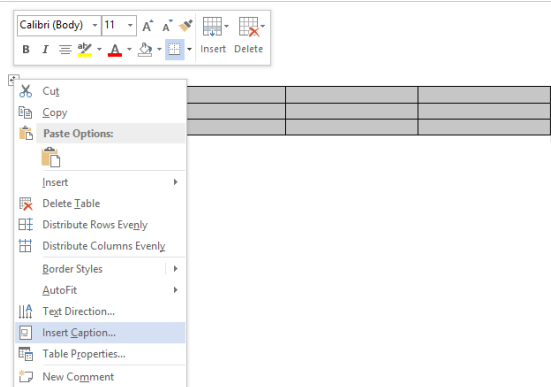 Calibri (Body) 11 A A
B I ab A Insert Delete
Cut
Copy
Paste Options:
Insert
Delete Table
Distribute Rows Evenly
Distribute Columns Evenly
Border Styles
AutoFit
Text Direction...
Insert Caption...
Table Properties...
New Comment